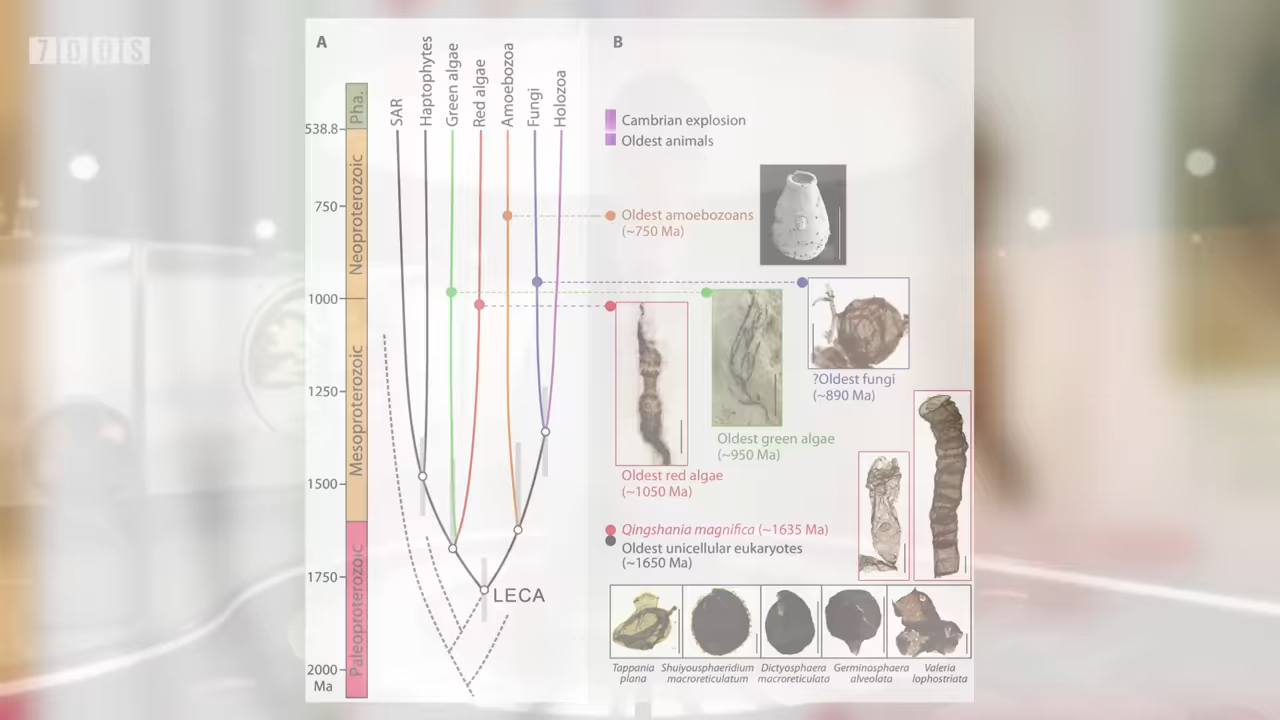 7 DDS
A
SAR
Haptophytes
Green algae
Red algae
Amoebozoa
Fungi
Holozoa
Pha.
Neoproterozoic
Mesoproterozoic
Paleoproterozoic
538.8
750
1000
1250
1500
1750
2000
Ma
LECA
B
Cambrian explosion
Oldest animals
Oldest amoebozoans
(~750 Ma)
?Oldest fungi
(~890 Ma)
Oldest green algae
(~950 Ma)
Oldest red algae
(~1050 Ma)
Qingshania magnifica (~1635 Ma)
Oldest unicellular eukaryotes
(~1650 Ma)
Tappania
plana
Shuiyousphaeridium
macroreticulatum
Dictyosphaera
macroreticulata
Germinosphaera
alveolata
Valeria
lophostriata